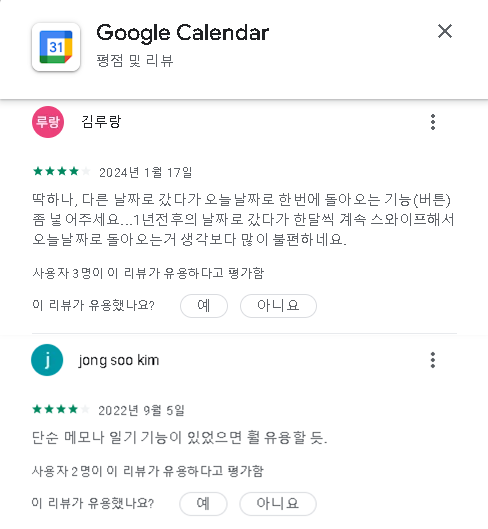 Google Calendar
31
평점 및 리뷰
루랑 김루랑
2024년 1월 17일
딱하나, 다른 날짜로 갔다가 오늘날짜로 한번에 돌아오는 기능(버튼)
좀 넣어주세요...1년전후의 날짜로 갔다가 한달씩 계속 스와이프해서
오늘날짜로 돌아오는거 생각보다 많이 불편하네요.
사용자 3명이 이 리뷰가 유용하다고 평가함
이 리뷰가 유용했나요? 예 아니요
j jong soo kim
2022년 9월 5일
단순 메모나 일기 기능이 있었으면 훨 유용할 듯.
사용자 2명이 이 리뷰가 유용하다고 평가함
이 리뷰가 유용했나요? 예 아니요